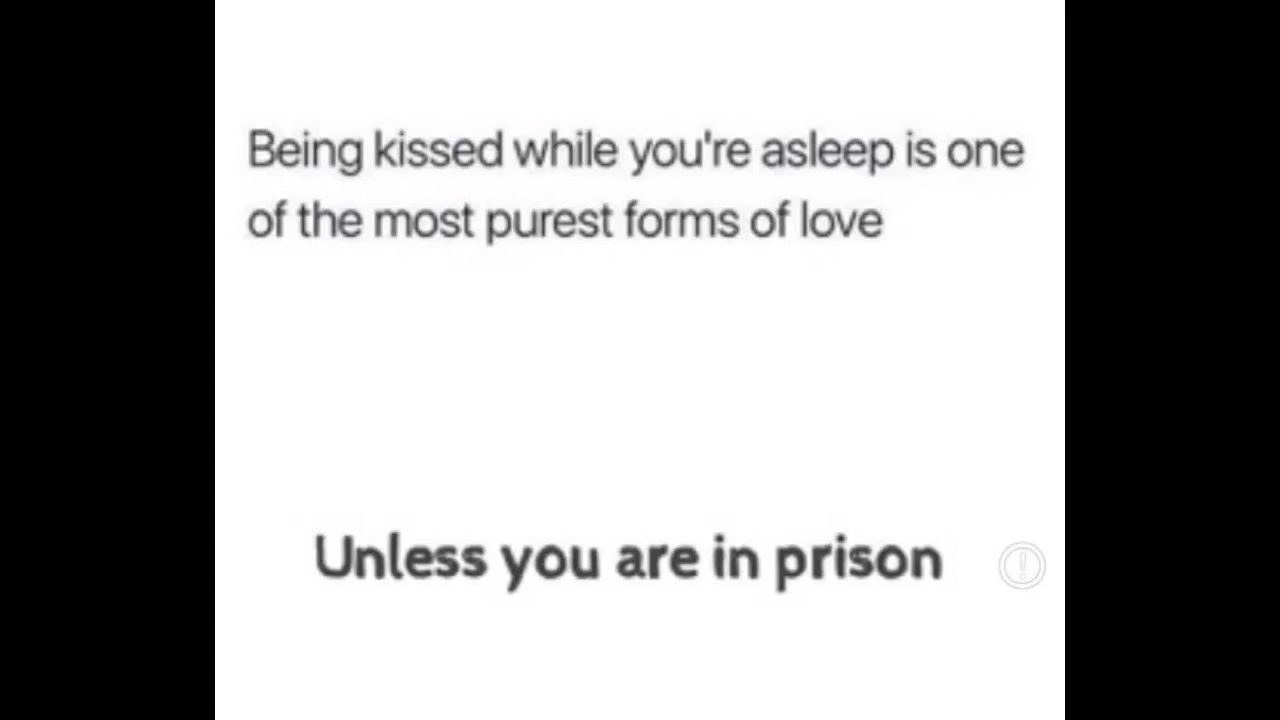 Being kissed while you're asleep is one
of the most purest forms of love
Unless you are in prison